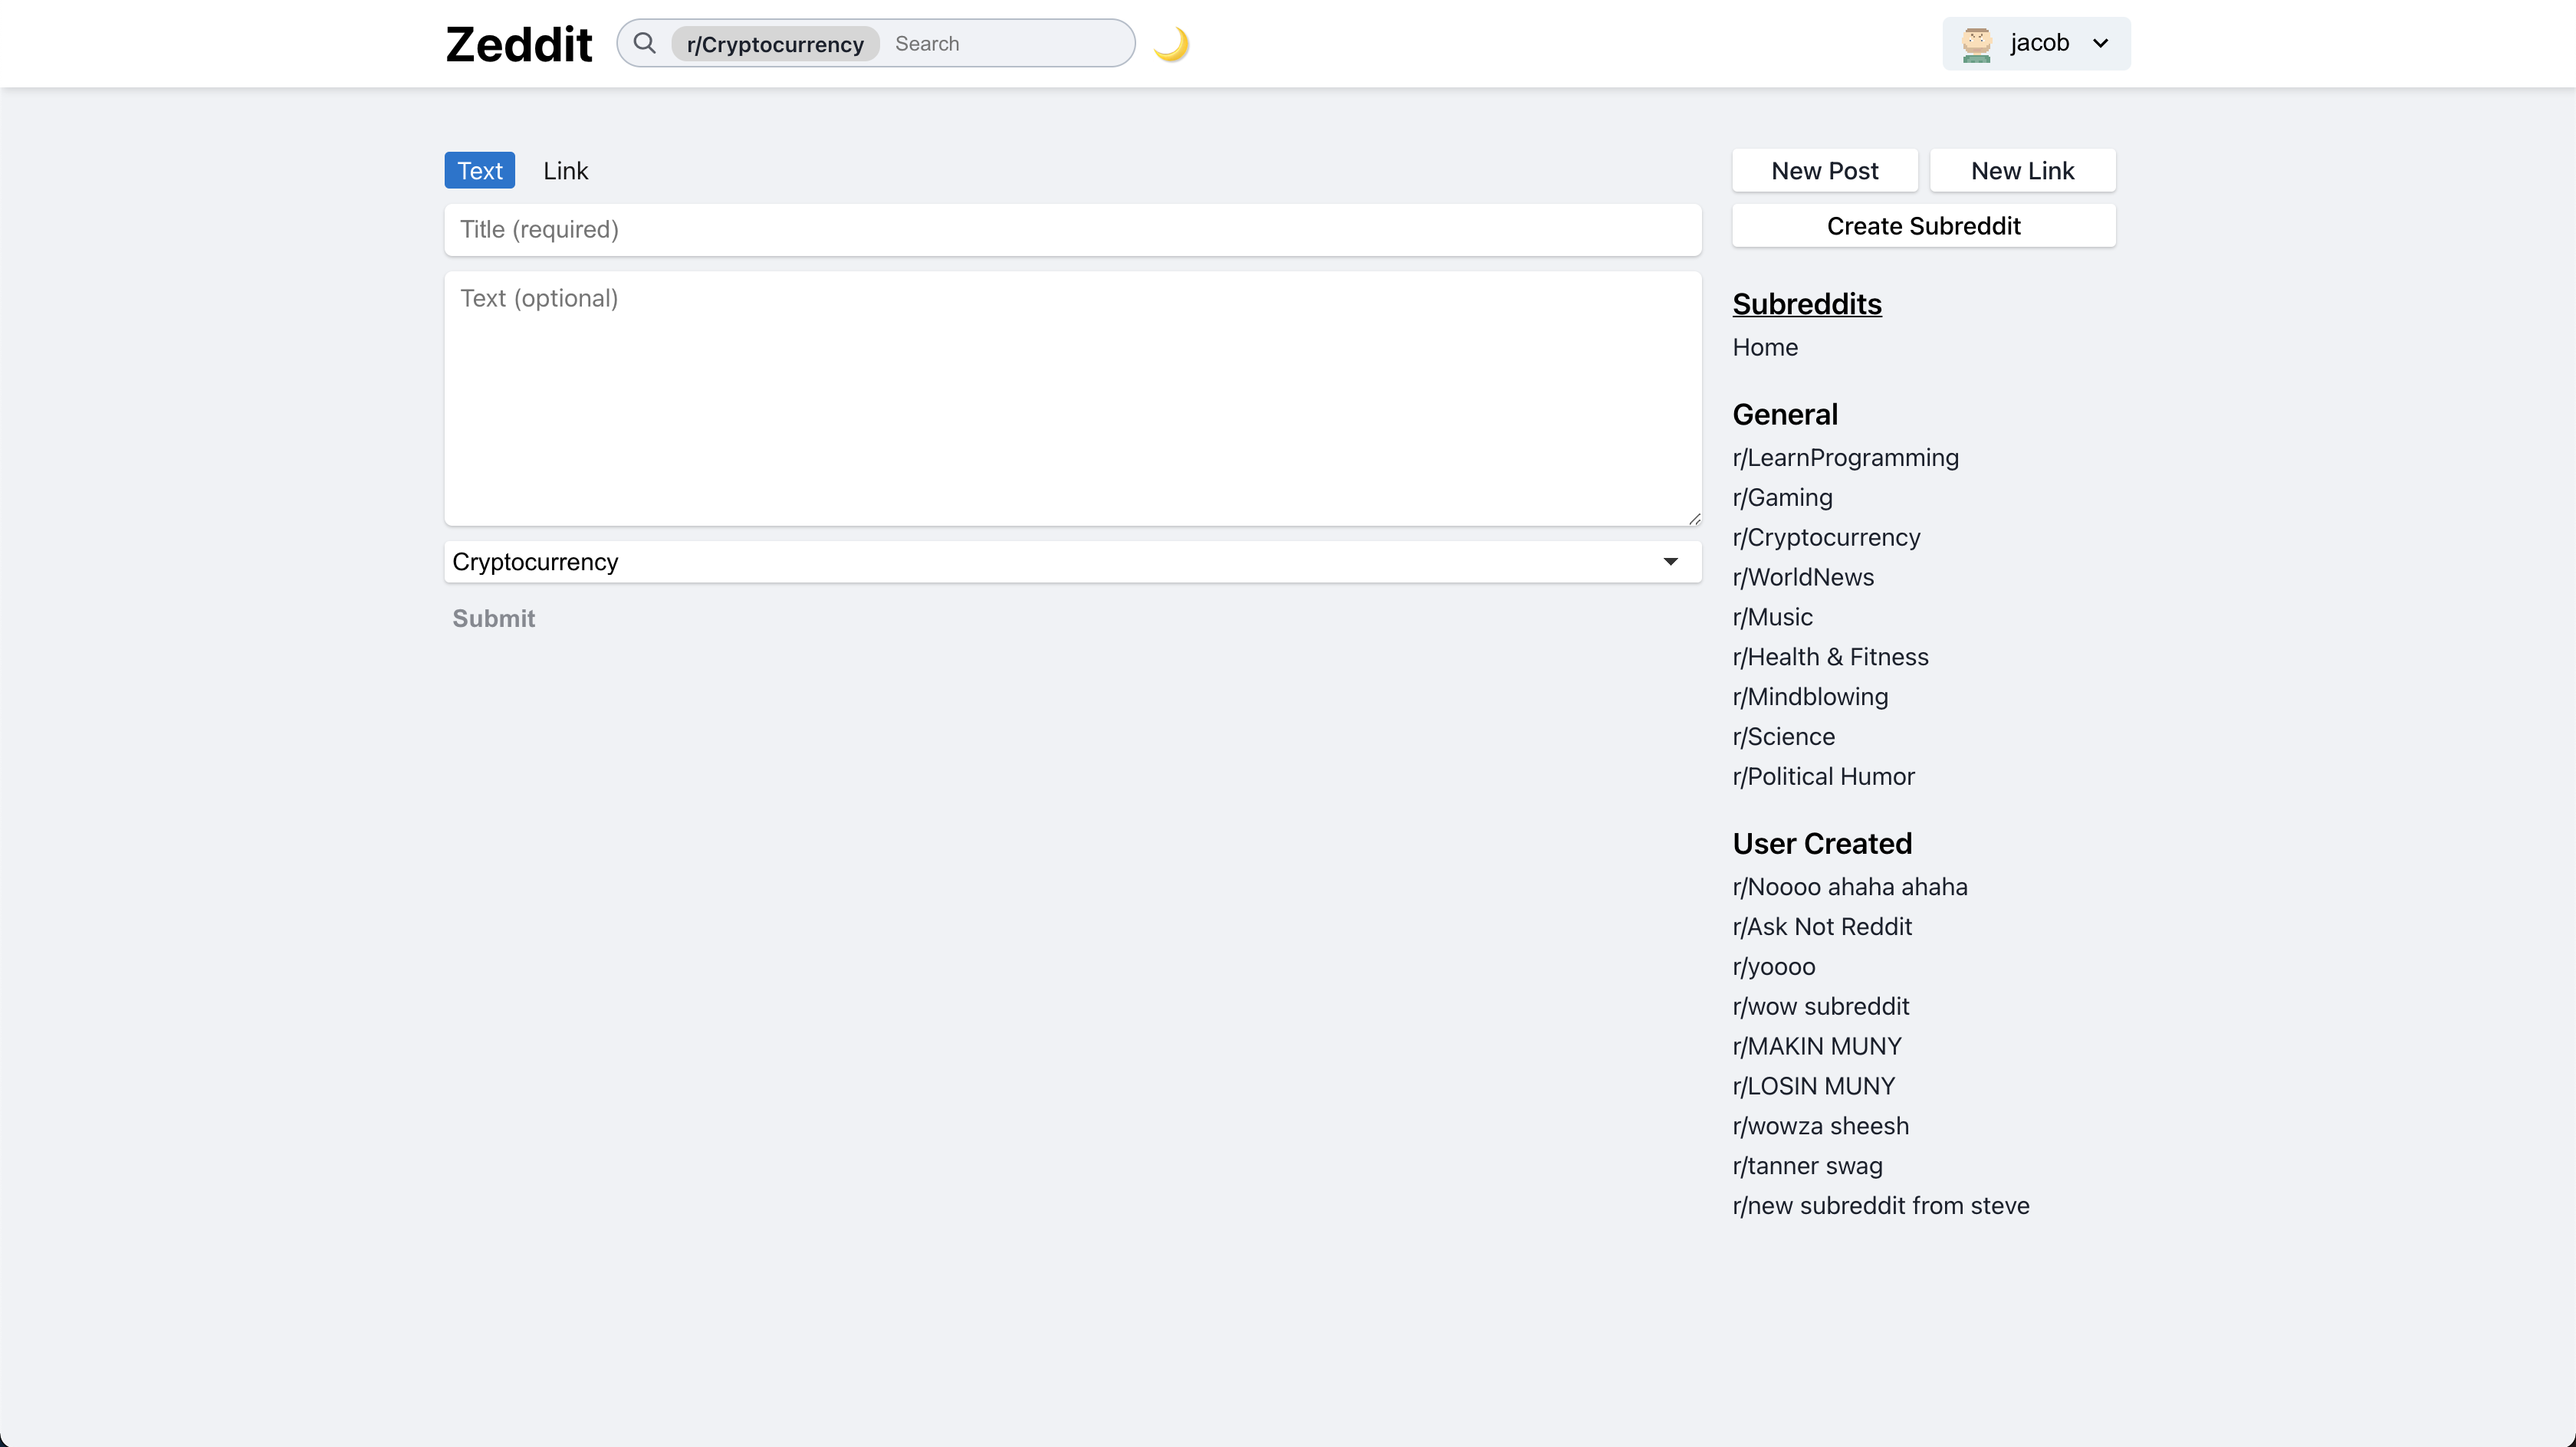 Zeddit r/Cryptocurrency Search jacob
Text Link
Title (required)
Text (optional)
Cryptocurrency
Submit
New Post New Link
Create Subreddit
Subreddits
Home
General
r/LearnProgramming
r/Gaming
r/Cryptocurrency
r/WorldNews
r/Music
r/Health & Fitness
r/Mindblowing
r/Science
r/Political Humor
User Created
r/Noooo ahaha ahaha
r/Ask Not Reddit
r/yoooo
r/wow subreddit
r/MAKIN MUNY
r/LOSIN MUNY
r/wowza sheesh
r/tanner swag
r/new subreddit from steve